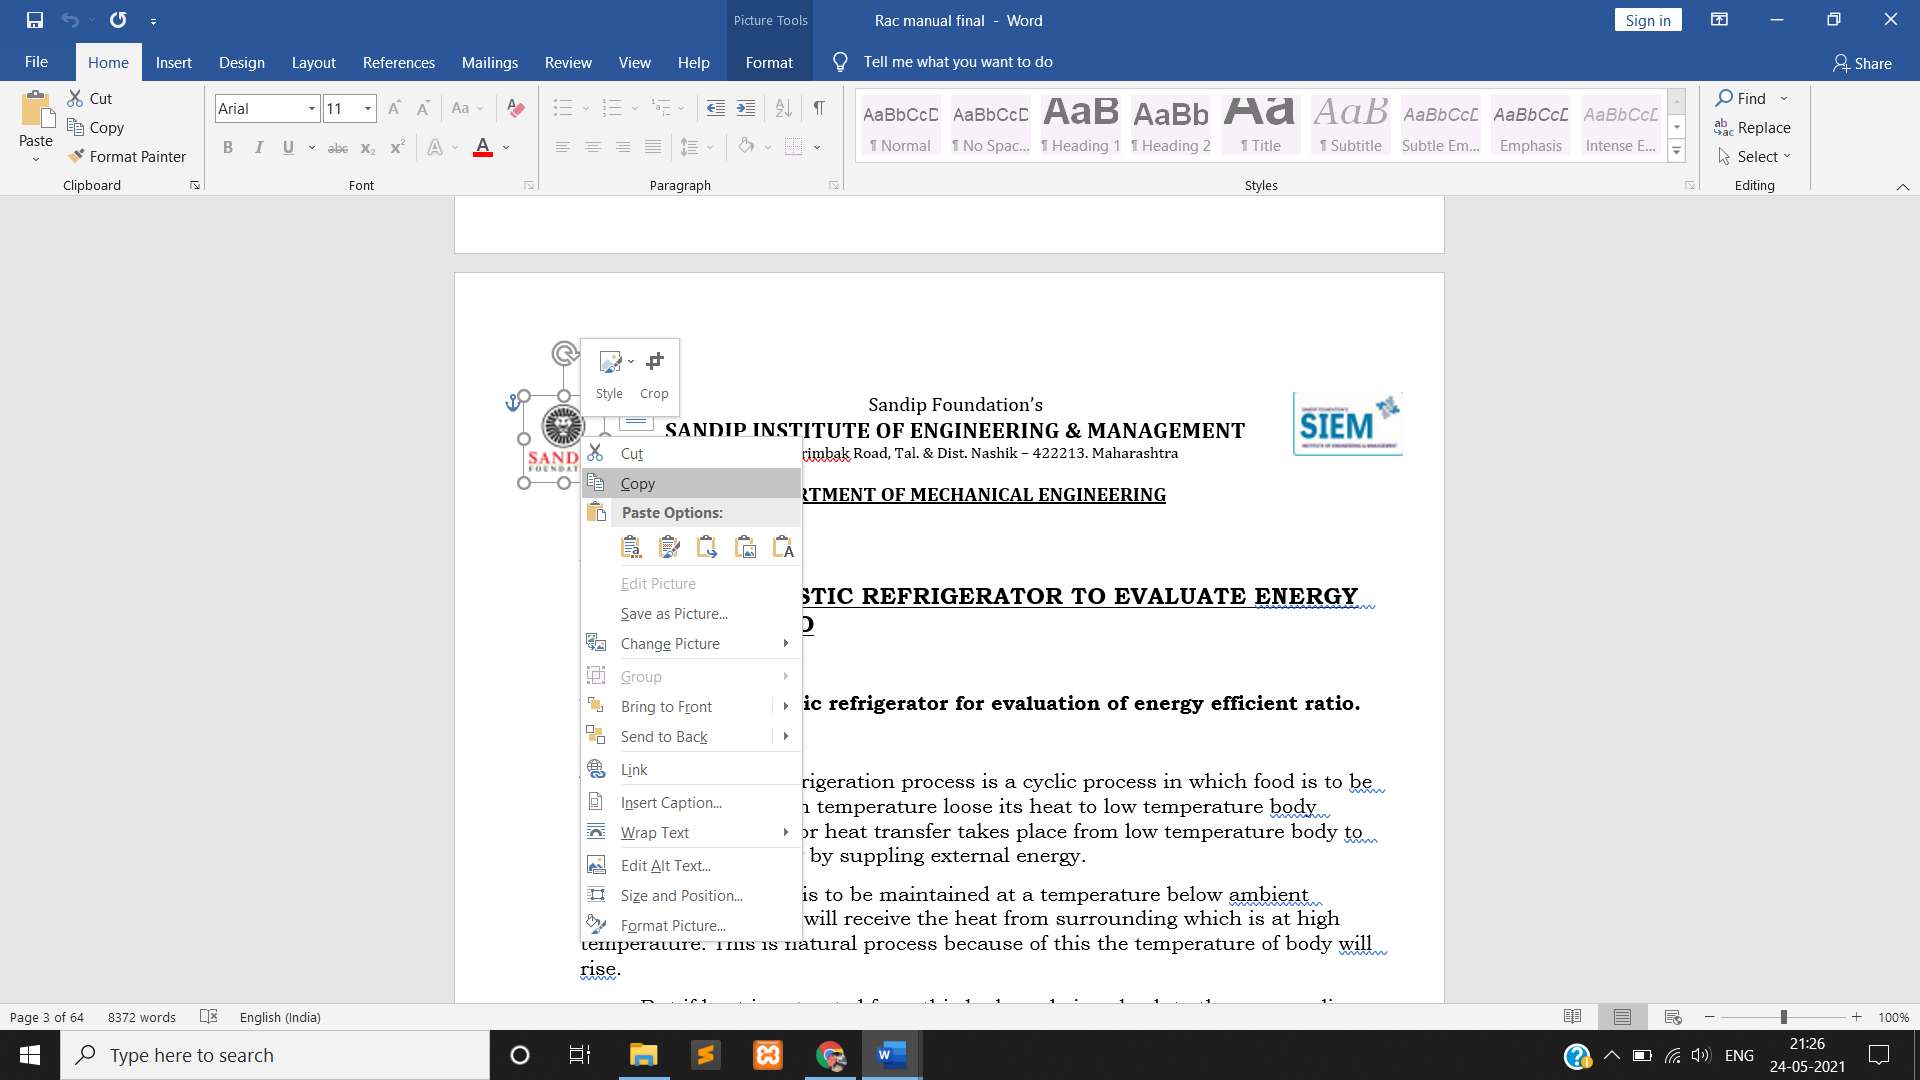 Picture Tools
Rac manual final - Word
Sign in
File
Home
Insert
Design
Layout
References
Mailings
Review
View
Help
Format
Tell me what you want to do
Share
Paste
Cut
Copy
Format Painter
Clipboard
Arial
11
Aa
B I U abc x₂ x² A A
Font
Paragraph
AaBbCcD
¶ Normal
AaBbCcD
¶ No Spac...
AaB
¶ Heading 1
AaBb
¶ Heading 2
Aa
¶ Title
AaB
¶ Subtitle
AaBbCcD
Subtle Em...
AaBbCcD
Emphasis
AaBbCcD
Intense E...
Styles
Find
Replace
Select
Editing
Style
Crop
SAND
FOUNDAT
Sandip Foundation's
SANDIP INSTITUTE OF ENGINEERING & MANAGEMENT
rimbak Road, Tal. & Dist. Nashik – 422213. Maharashtra
RTMENT OF MECHANICAL ENGINEERING
SANDIP FOUNDATION'S
SIEM
INSTITUTE OF ENGINEERING & MANAGEMENT
Cut
Copy
Paste Options:
Edit Picture
Save as Picture...
Change Picture
Group
Bring to Front
Send to Back
Link
Insert Caption...
Wrap Text
Edit Alt Text...
Size and Position...
Format Picture...
STIC REFRIGERATOR TO EVALUATE ENERGY
O
ic refrigerator for evaluation of energy efficient ratio.
rigeration process is a cyclic process in which food is to be
n temperature loose its heat to low temperature body
or heat transfer takes place from low temperature body to
by suppling external energy.
is to be maintained at a temperature below ambient
will receive the heat from surrounding which is at high
temperature. This is natural process because of this the temperature of body will
rise.
Page 3 of 64
8372 words
English (India)
100%
Type here to search
ENG
21:26
24-05-2021